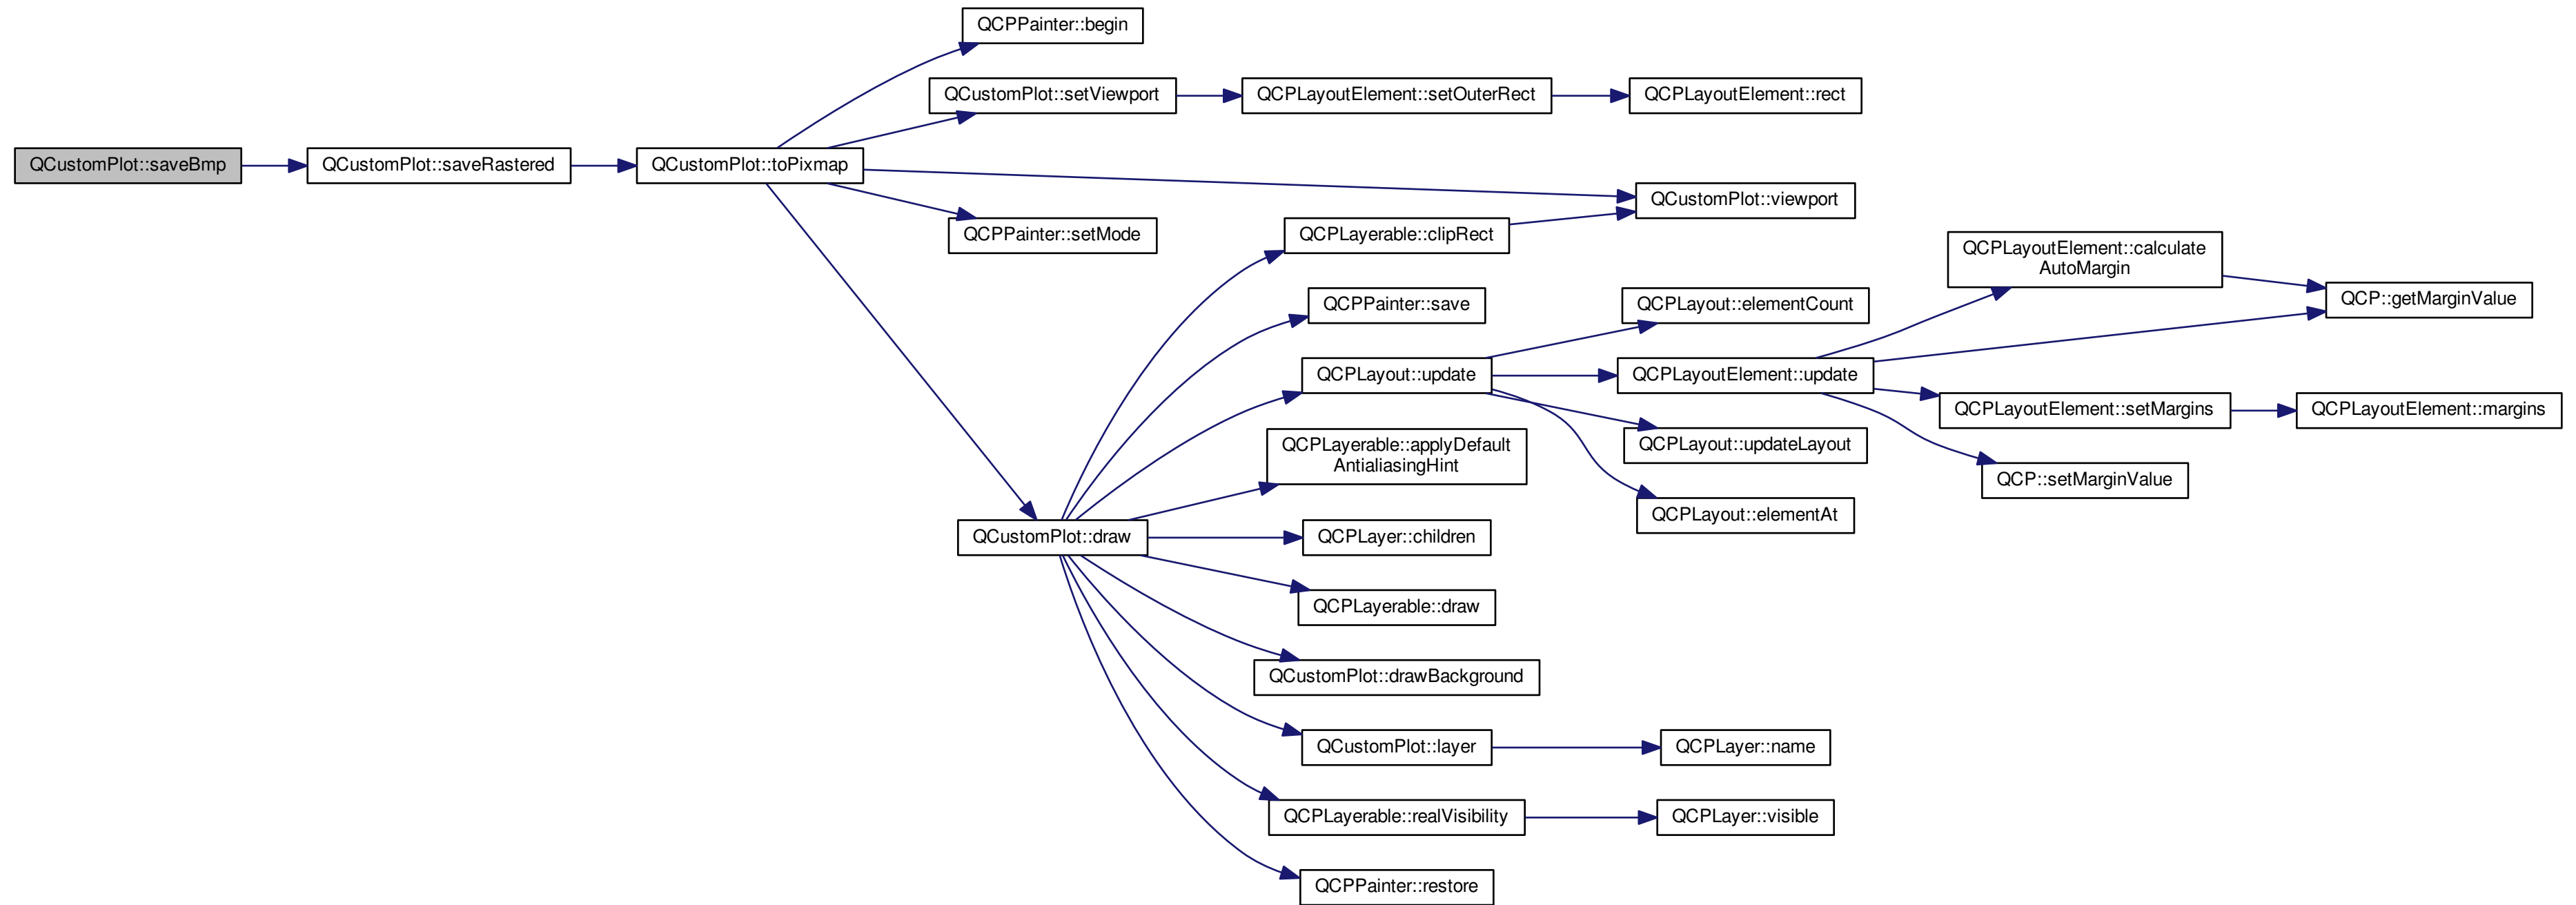 QCPPainter::begin
QCustomPlot::setViewport
QCPLayoutElement::setOuterRect
QCPLayoutElement::rect
QCustomPlot::saveBmp
QCustomPlot::saveRastered
QCustomPlot::toPixmap
QCustomPlot::viewport
QCPPainter::setMode
QCPLayerable::clipRect
QCPLayoutElement::calculate
AutoMargin
QCP::getMarginValue
QCPPainter::save
QCPLayout::elementCount
QCPLayout::update
QCPLayoutElement::update
QCPLayoutElement::setMargins
QCPLayoutElement::margins
QCPLayerable::applyDefault
AntialiasingHint
QCPLayout::updateLayout
QCP::setMarginValue
QCPLayout::elementAt
QCustomPlot::draw
QCPLayer::children
QCPLayerable::draw
QCustomPlot::drawBackground
QCustomPlot::layer
QCPLayer::name
QCPLayerable::realVisibility
QCPLayer::visible
QCPPainter::restore